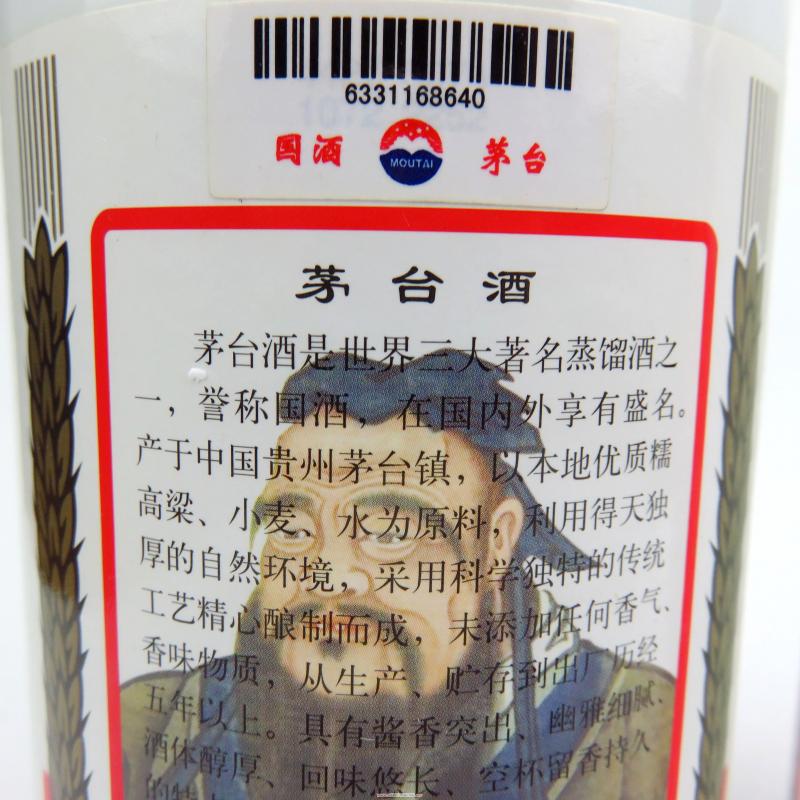 6331168640
国酒 MOUTAI 茅台
茅台酒
茅台酒是世界三大著名蒸馏酒之
一，誉称国酒，在国内外享有盛名。
产于中国贵州茅台镇，以本地优质糯
高粱、小麦、水为原料，利用得天独
厚的自然环境，采用科学独特的传统
工艺精心酿制而成，未添加任何香气、
香味物质，从生产、贮存到出厂历经
五年以上。具有酱香突出、幽雅细腻、
酒体醇厚、回味悠长、空杯留香持久
的特